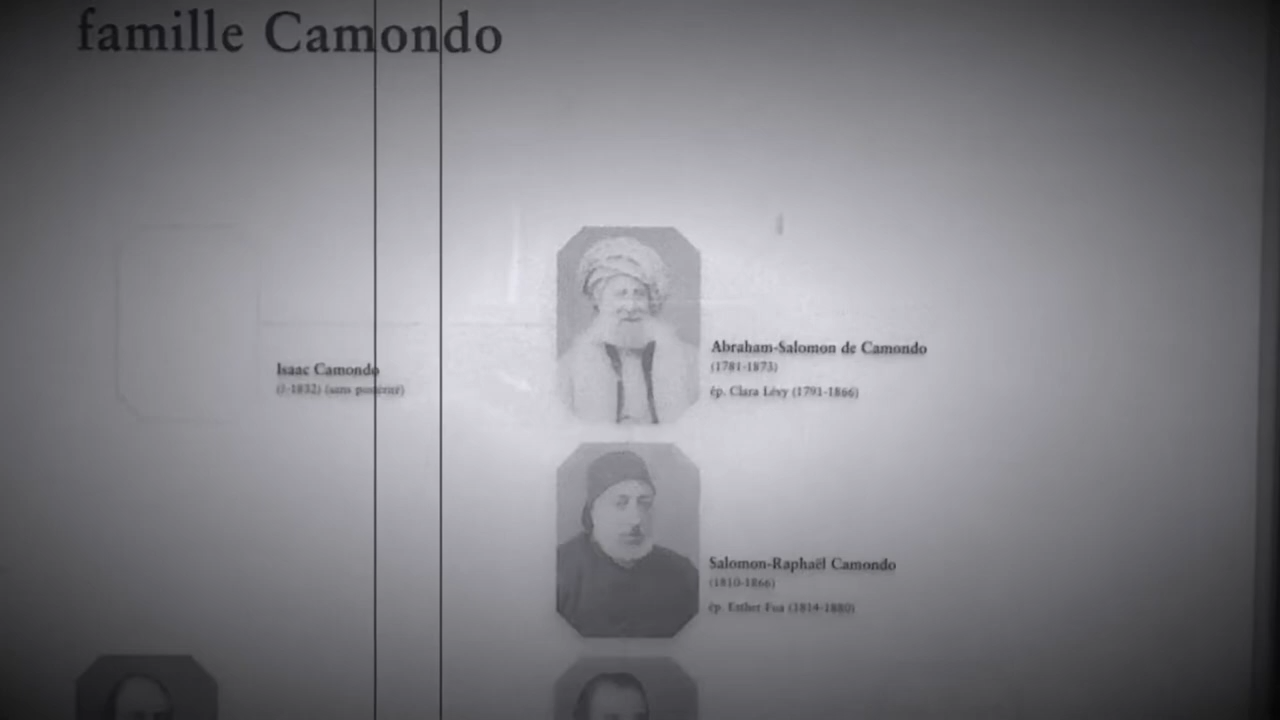 famille Camondo
Isaac Camondo
(?-1832) (sans postérité)
Abraham-Salomon de Camondo
(1781-1873)
ép. Clara Lévy (1791-1866)
Salomon-Raphaël Camondo
(1810-1866)
ép. Esther Fua (1814-1880)